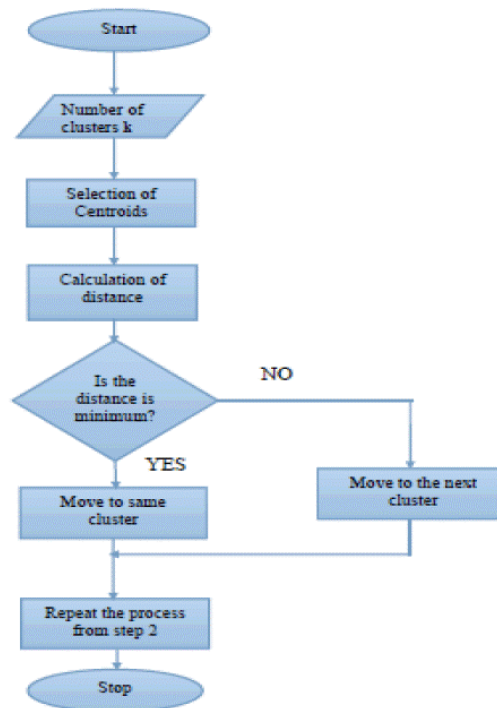 Start
Number of
clusters k
Selection of
Centroids
Calculation of
distance
Is the
distance is
minimum?
NO
YES
Move to same
cluster
Move to the next
cluster
Repeat the process
from step 2
Stop